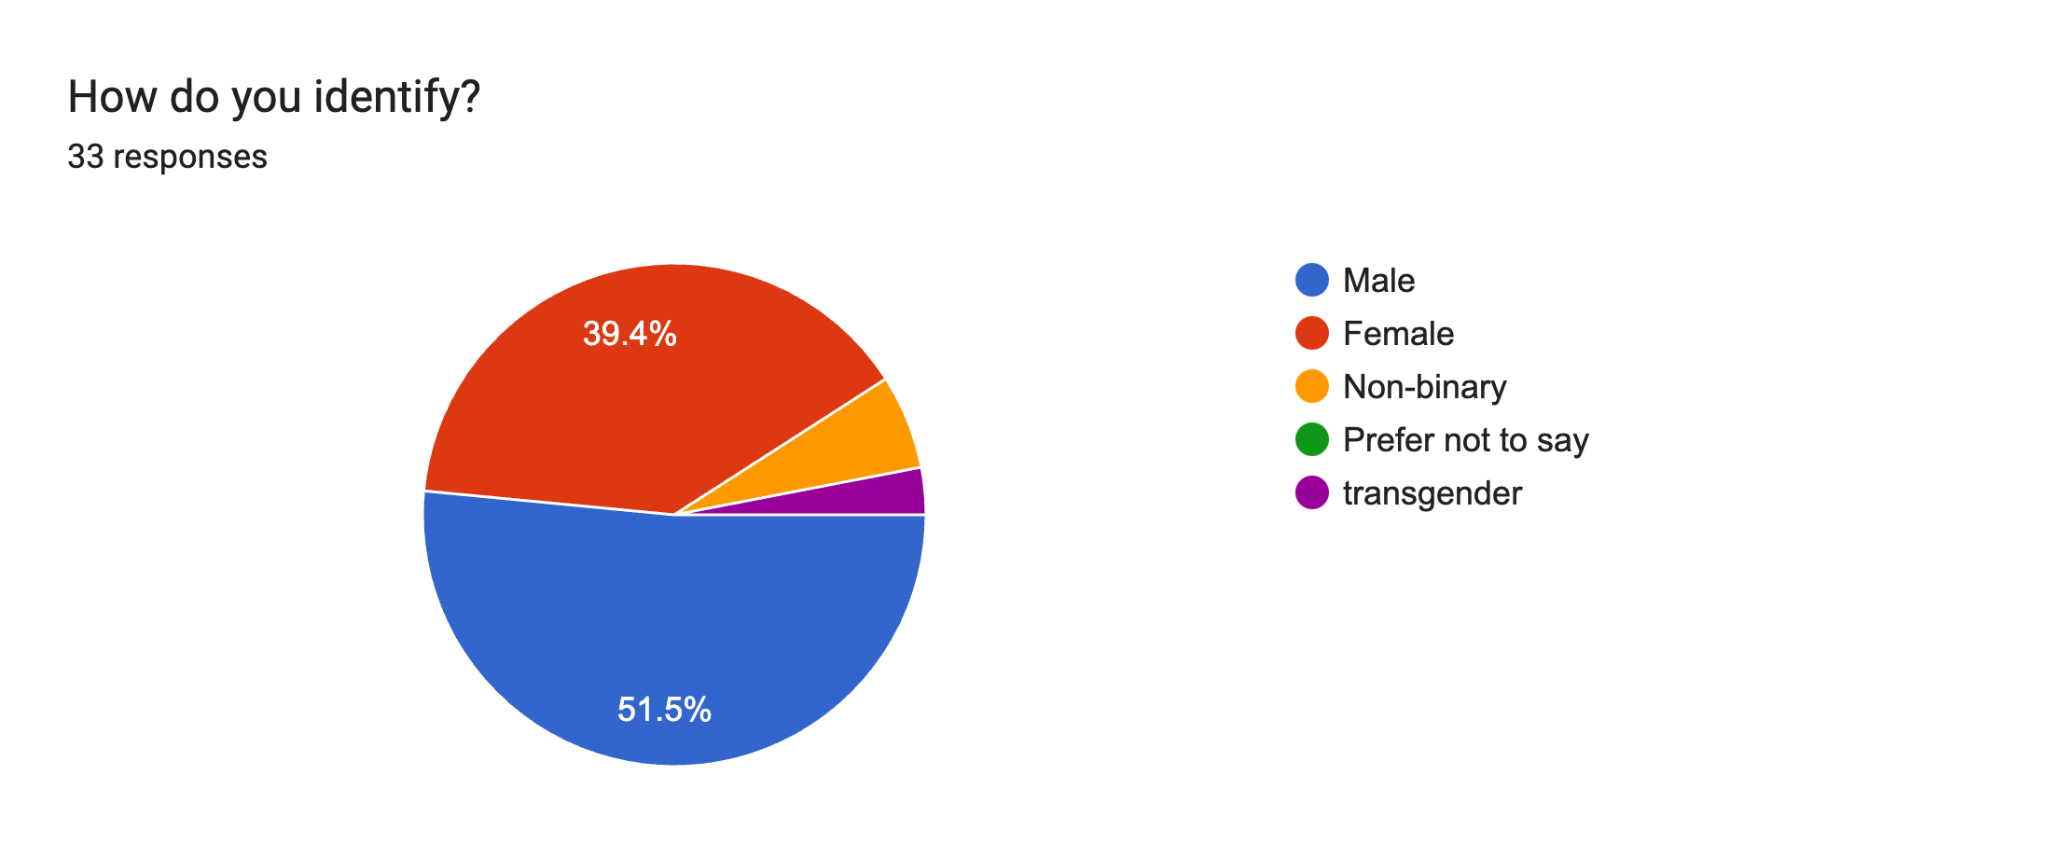 How do you identify?
33 responses
39.4%
51.5%
Male
Female
Non-binary
Prefer not to say
transgender